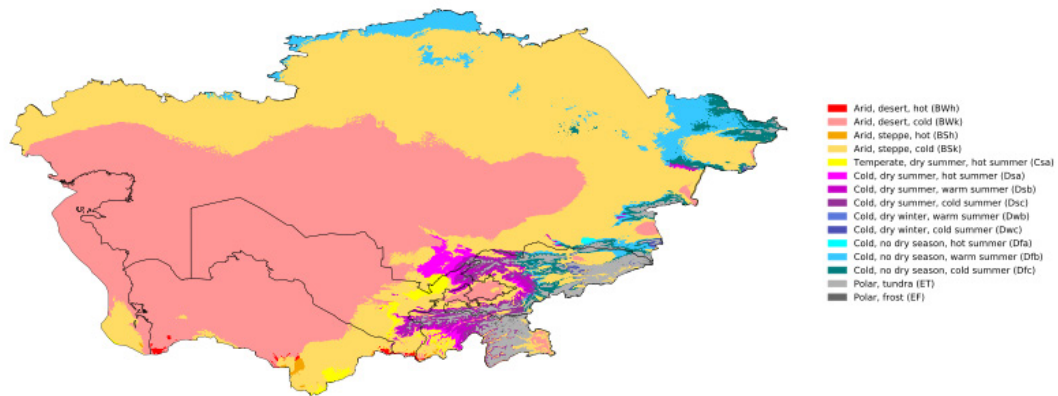 Arid, desert, hot (BWh)
Arid, desert, cold (BWk)
Arid, steppe, hot (BSh)
Arid, steppe, cold (BSk)
Temperate, dry summer, hot summer (Csa)
Cold, dry summer, hot summer (Dsa)
Cold, dry summer, warm summer (Dsb)
Cold, dry summer, cold summer (Dsc)
Cold, dry winter, warm summer (Dwb)
Cold, dry winter, cold summer (Dwc)
Cold, no dry season, hot summer (Dfa)
Cold, no dry season, warm summer (Dfb)
Cold, no dry season, cold summer (Dfc)
Polar, tundra (ET)
Polar, frost (EF)